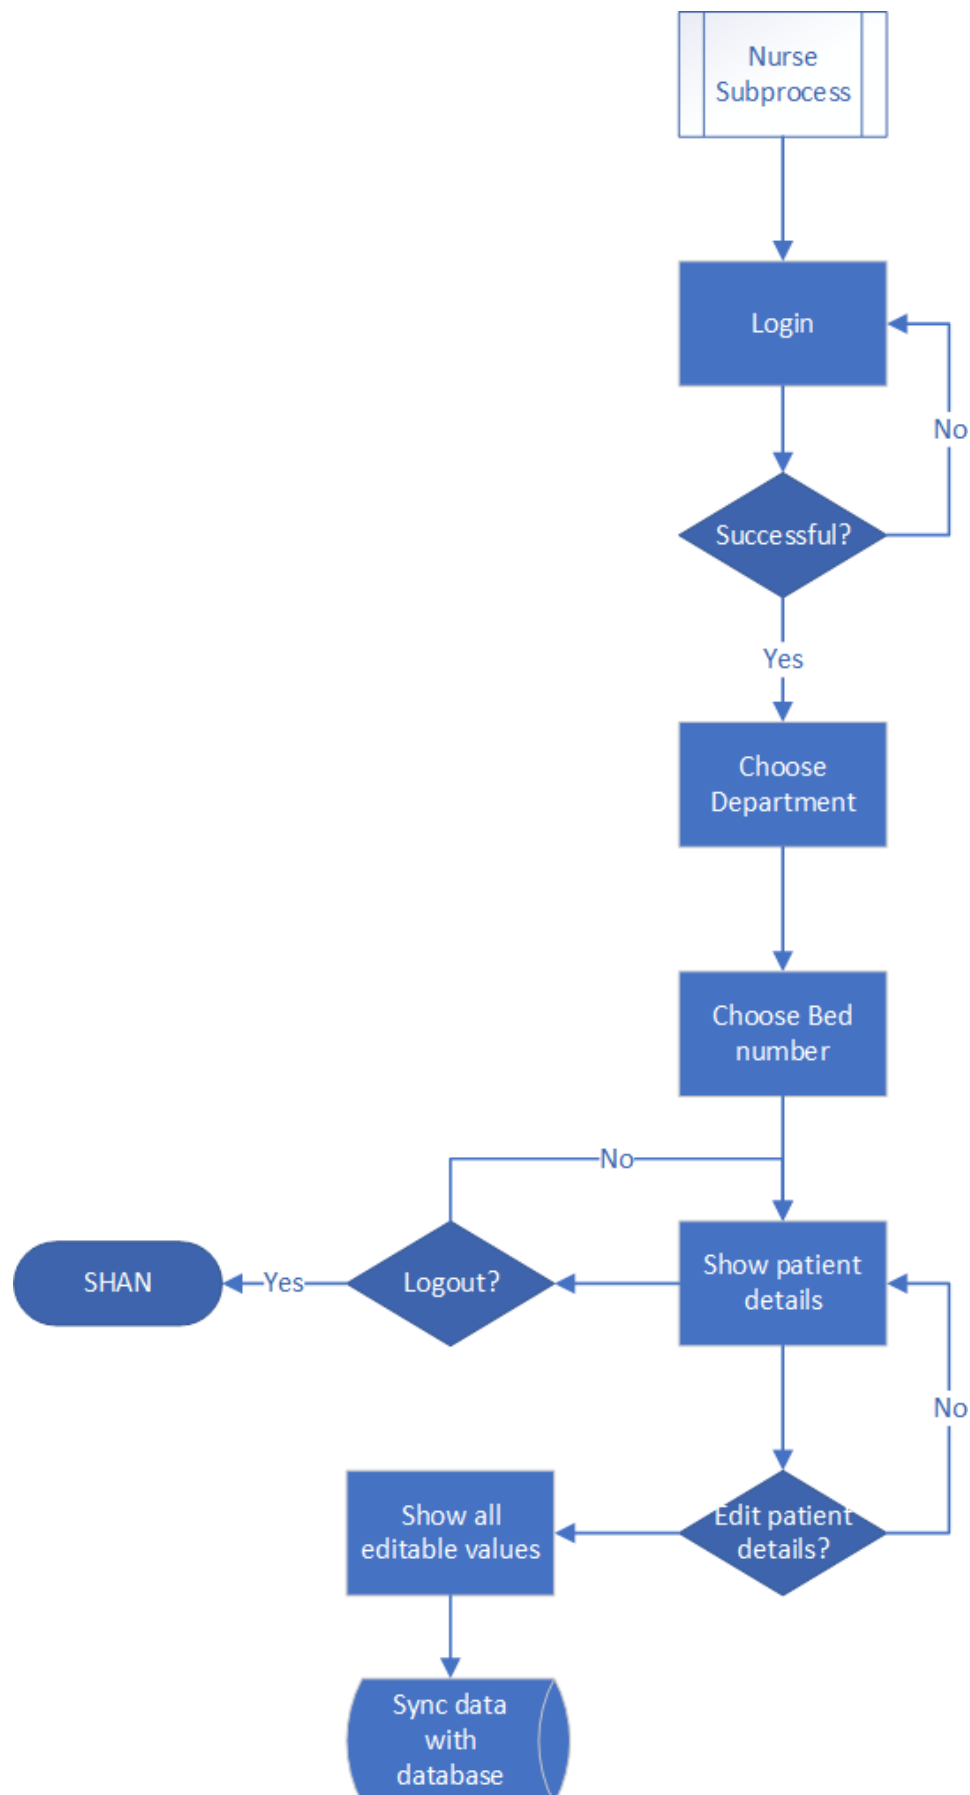 Nurse
Subprocess
Login
No
Successful?
Yes
Choose
Department
Choose Bed
number
No
SHAN
Yes
Logout?
Show patient
details
No
Show all
editable values
Edit patient
details?
Sync data
with
database